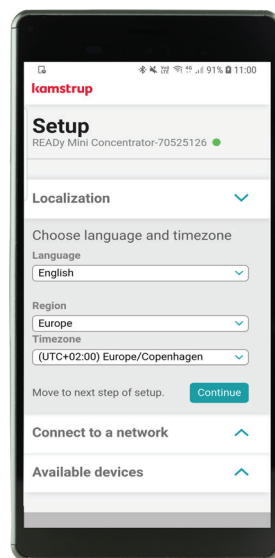 91% 11:00
kamstrup
Setup
READy Mini Concentrator-70525126
Localization
Choose language and timezone
Language
English
Region
Europe
Timezone
(UTC+02:00) Europe/Copenhagen
Move to next step of setup. Continue
Connect to a network
Available devices